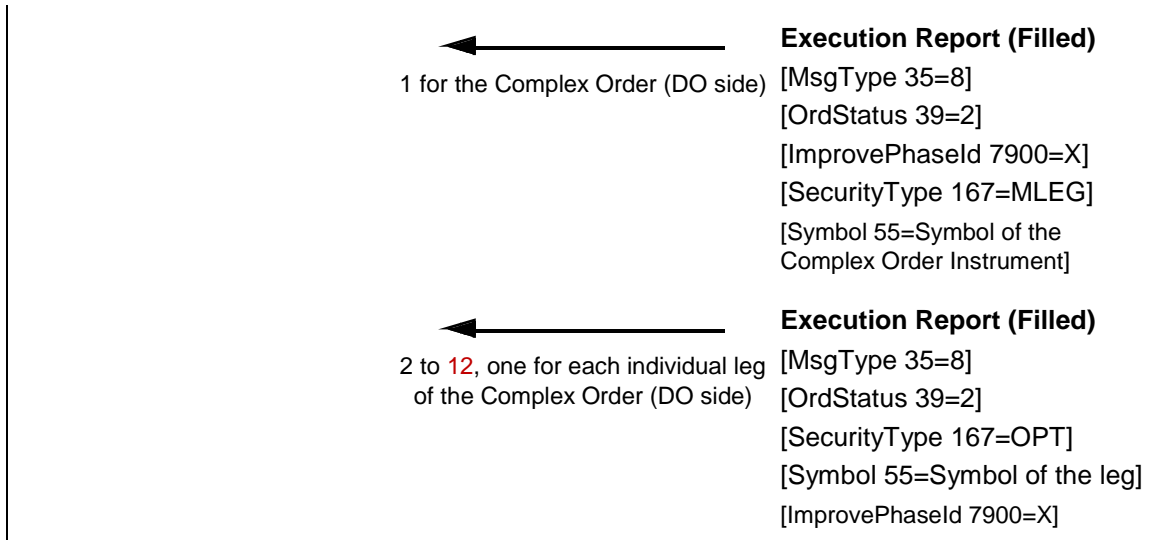 Execution Report (Filled)
1 for the Complex Order (DO side)
[MsgType 35=8]
[OrdStatus 39=2]
[ImprovePhaseId 7900=X]
[SecurityType 167=MLEG]
[Symbol 55=Symbol of the
Complex Order Instrument]
Execution Report (Filled)
2 to 12, one for each individual leg
of the Complex Order (DO side)
[MsgType 35=8]
[OrdStatus 39=2]
[SecurityType 167=OPT]
[Symbol 55=Symbol of the leg]
[ImprovePhaseId 7900=X]